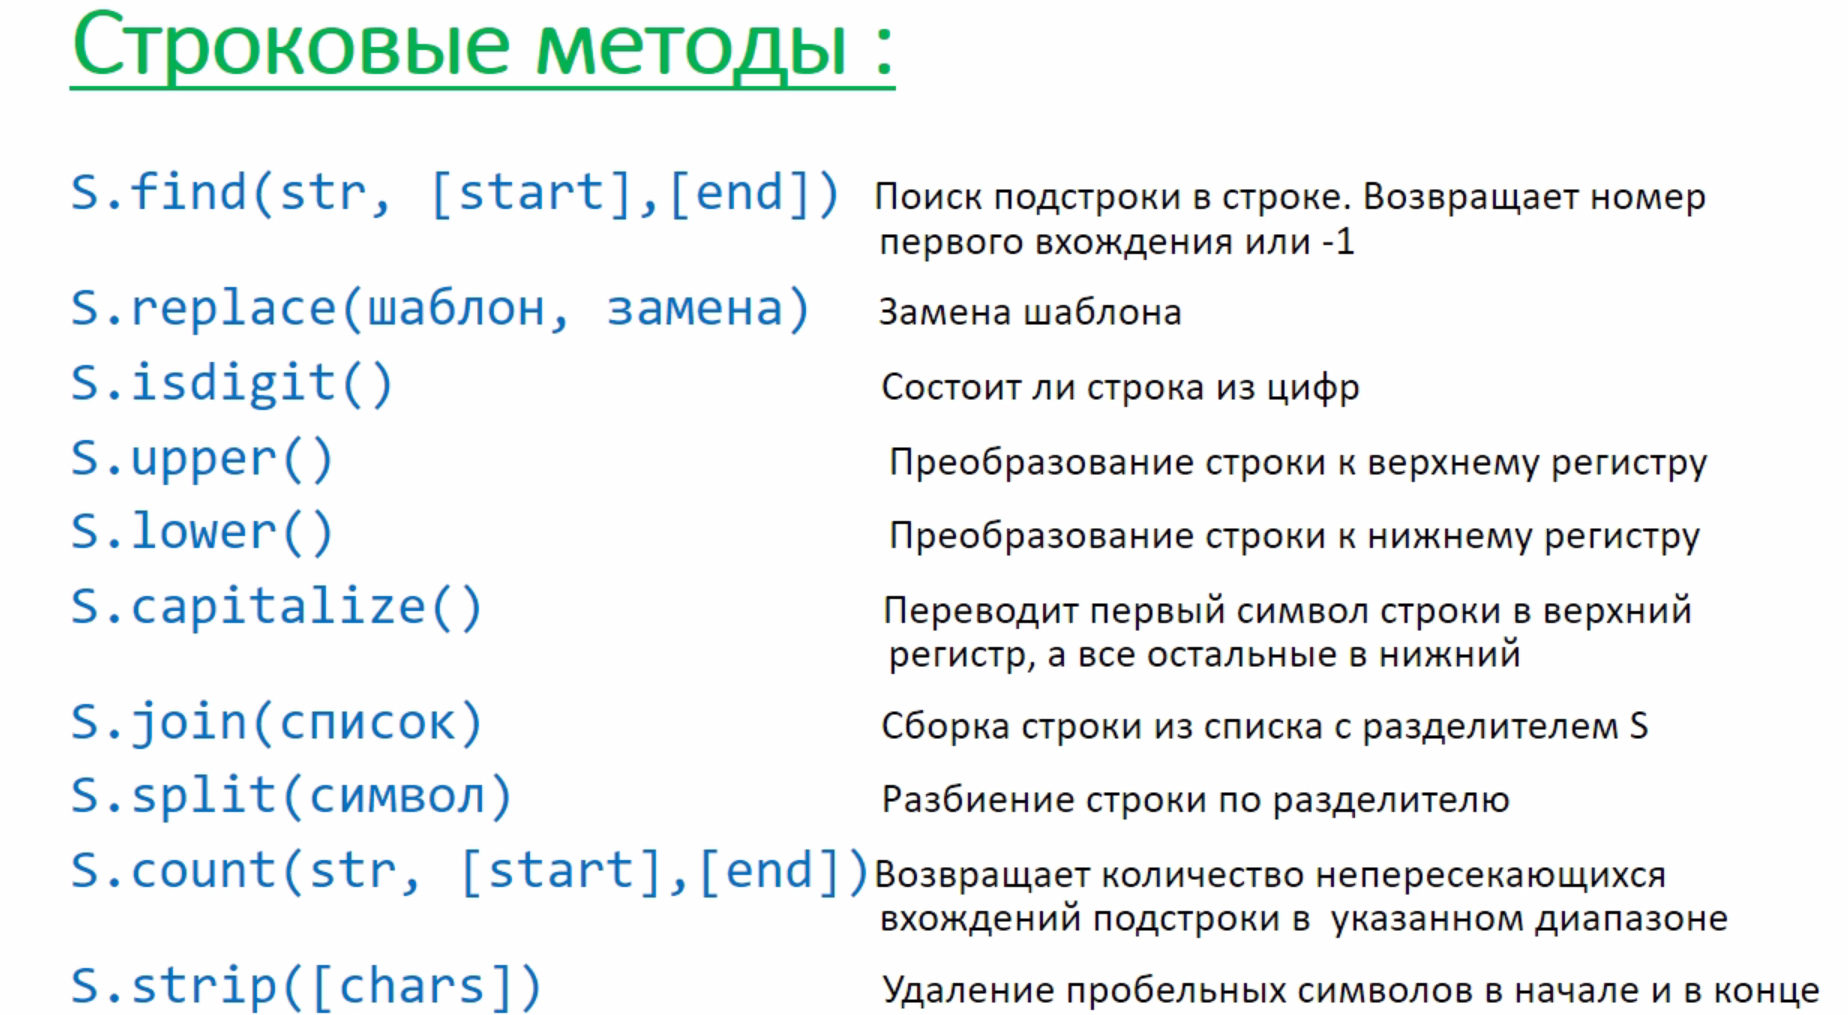 Строковые методы :
S.find(str, [start],[end]) Поиск подстроки в строке. Возвращает номер
первого вхождения или -1
S.replace(шаблон, замена) Замена шаблона
S.isdigit() Состоит ли строка из цифр
S.upper() Преобразование строки к верхнему регистру
S.lower() Преобразование строки к нижнему регистру
S.capitalize() Переводит первый символ строки в верхний
регистр, а все остальные в нижний
S.join(список) Сборка строки из списка с разделителем S
S.split(символ) Разбиение строки по разделителю
S.count(str, [start],[end]) Возвращает количество непересекающихся
вхождений подстроки в указанном диапазоне
S.strip([chars]) Удаление пробельных символов в начале и в конце